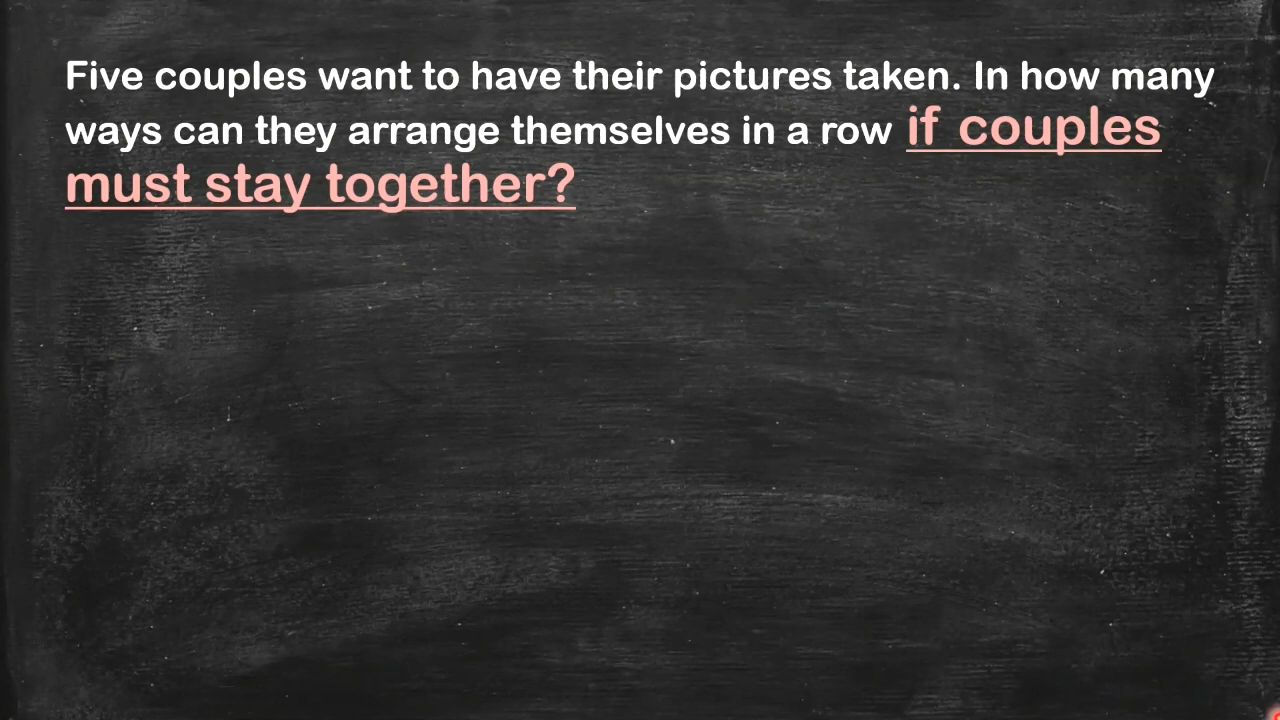 Five couples want to have their pictures taken. In how many
ways can they arrange themselves in a row if couples
must stay together?